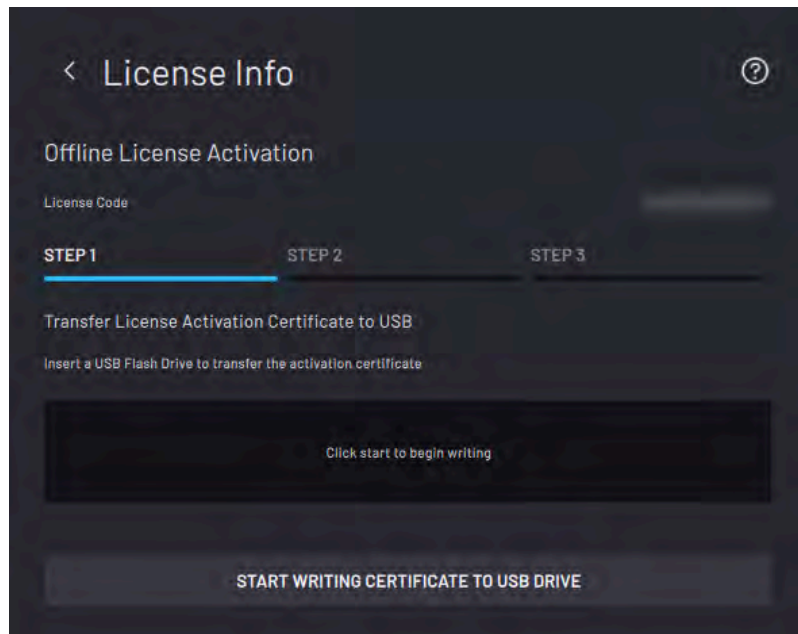 License Info
Offline License Activation
License Code
STEP 1 STEP 2 STEP 3
Transfer License Activation Certificate to USB
Insert a USB Flash Drive to transfer the activation certificate
Click start to begin writing
START WRITING CERTIFICATE TO USB DRIVE